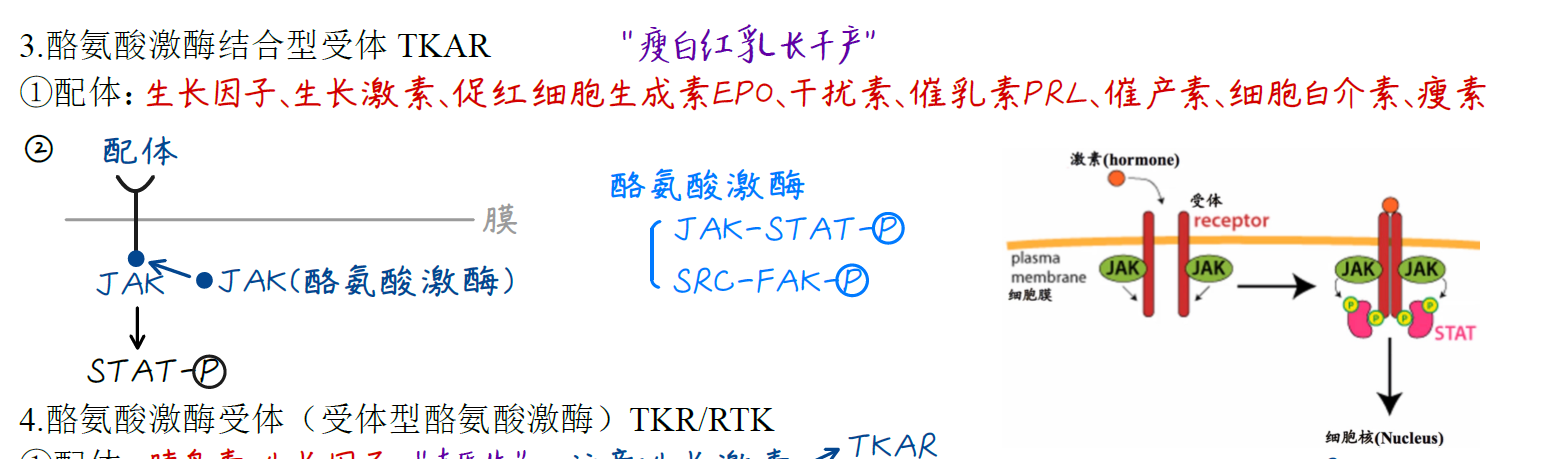 3.酪氨酸激酶结合型受体 TKAR
"瘦白红乳长干产"
①配体：生长因子、生长激素、促红细胞生成素EPO、干扰素、催乳素PRL、催产素、细胞白介素、瘦素
②
配体
膜
JAK
JAK(酪氨酸激酶)
STAT-P
酪氨酸激酶
JAK-STAT-P
SRC-FAK-P
激素(hormone)
受体
receptor
plasma
membrane
细胞膜
JAK
JAK
JAK
JAK
P
P
P
P
STAT
细胞核(Nucleus)
4.酪氨酸激酶受体（受体型酪氨酸激酶）TKR/RTK
TKAR